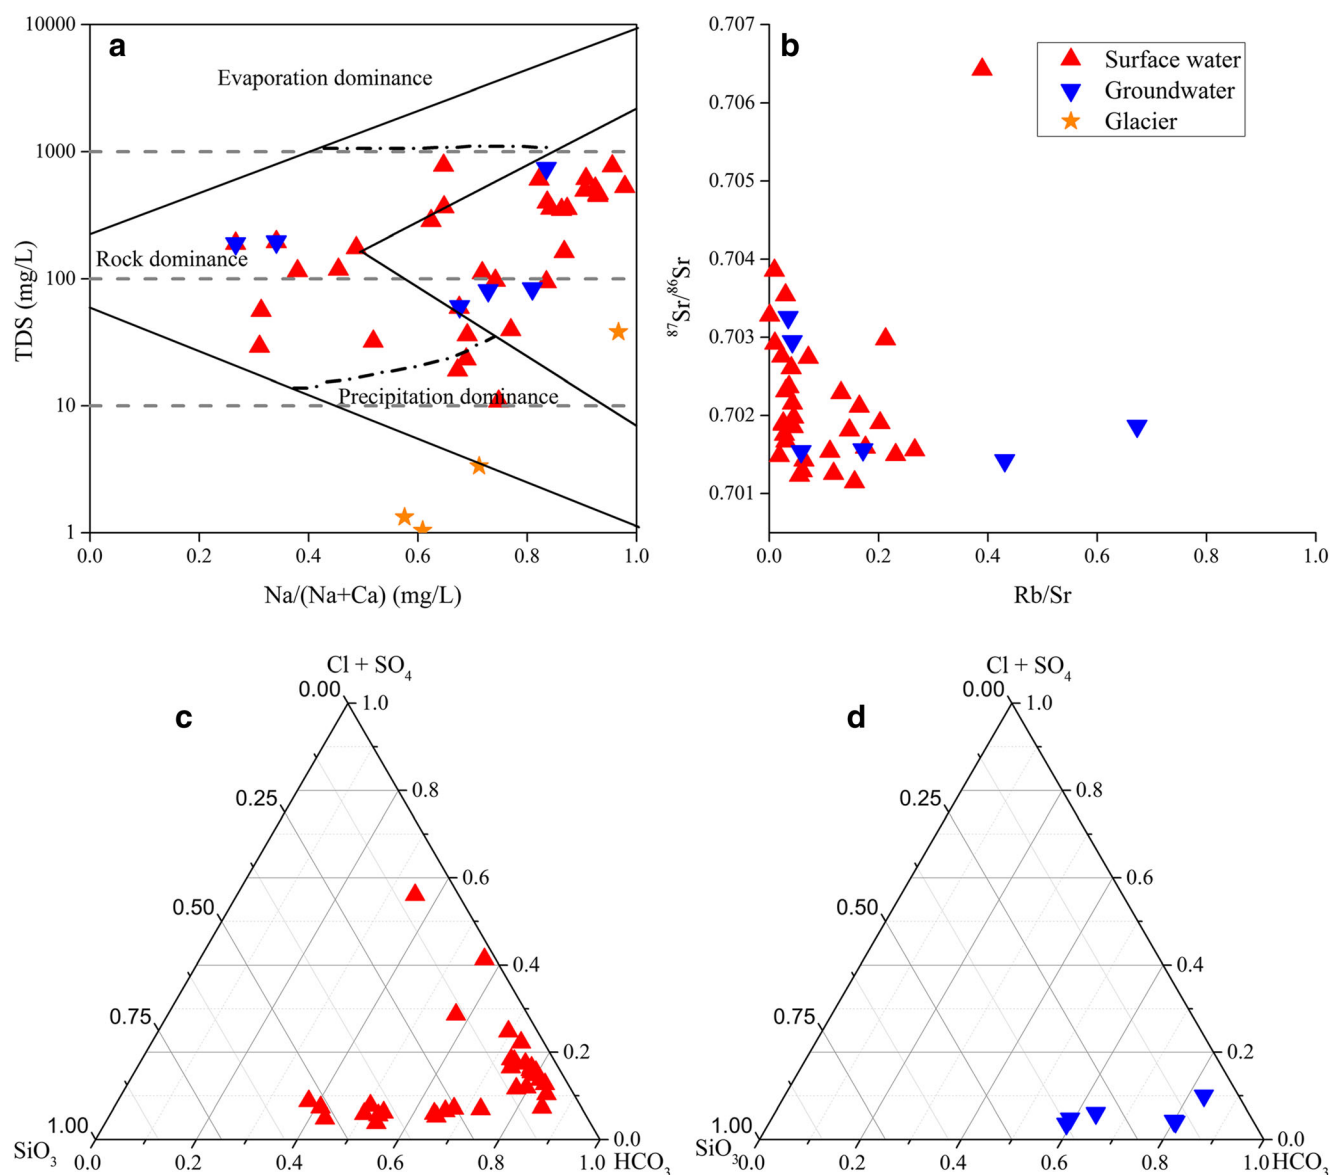 a
10000
1000
100
10
1
TDS (mg/L)
Evaporation dominance
Rock dominance
Precipitation dominance
0.0 0.2 0.4 0.6 0.8 1.0
Na/(Na+Ca) (mg/L)
b
0.707
0.706
0.705
0.704
0.703
0.702
0.701
87Sr/86Sr
Surface water
Groundwater
Glacier
0.0 0.2 0.4 0.6 0.8 1.0
Rb/Sr
c
Cl + SO4
0.00
1.0
0.8
0.25
0.6
0.50
0.4
0.75
0.2
1.00
0.0
SiO3
HCO3
0.0 0.2 0.4 0.6 0.8 1.0
d
Cl + SO4
0.00
1.0
0.8
0.25
0.6
0.50
0.4
0.75
0.2
1.00
0.0
SiO3
HCO3
0.0 0.2 0.4 0.6 0.8 1.0